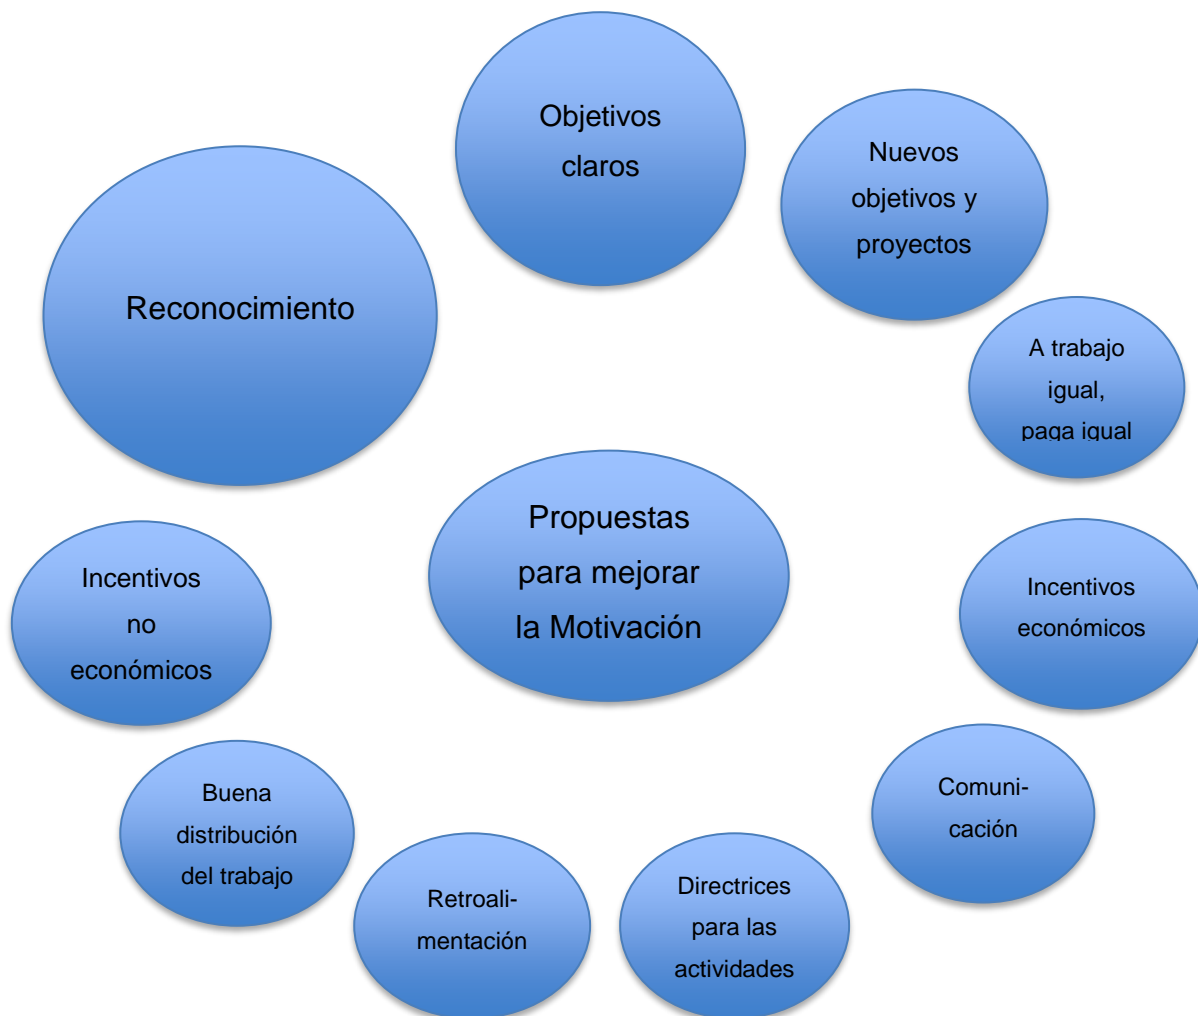 Objetivos
claros
Nuevos
objetivos y
proyectos
Reconocimiento
A trabajo
igual,
paga igual
Propuestas
para mejorar
la Motivación
Incentivos
no
económicos
Incentivos
económicos
Comuni-
cación
Buena
distribución
del trabajo
Retroali-
mentación
Directrices
para las
actividades